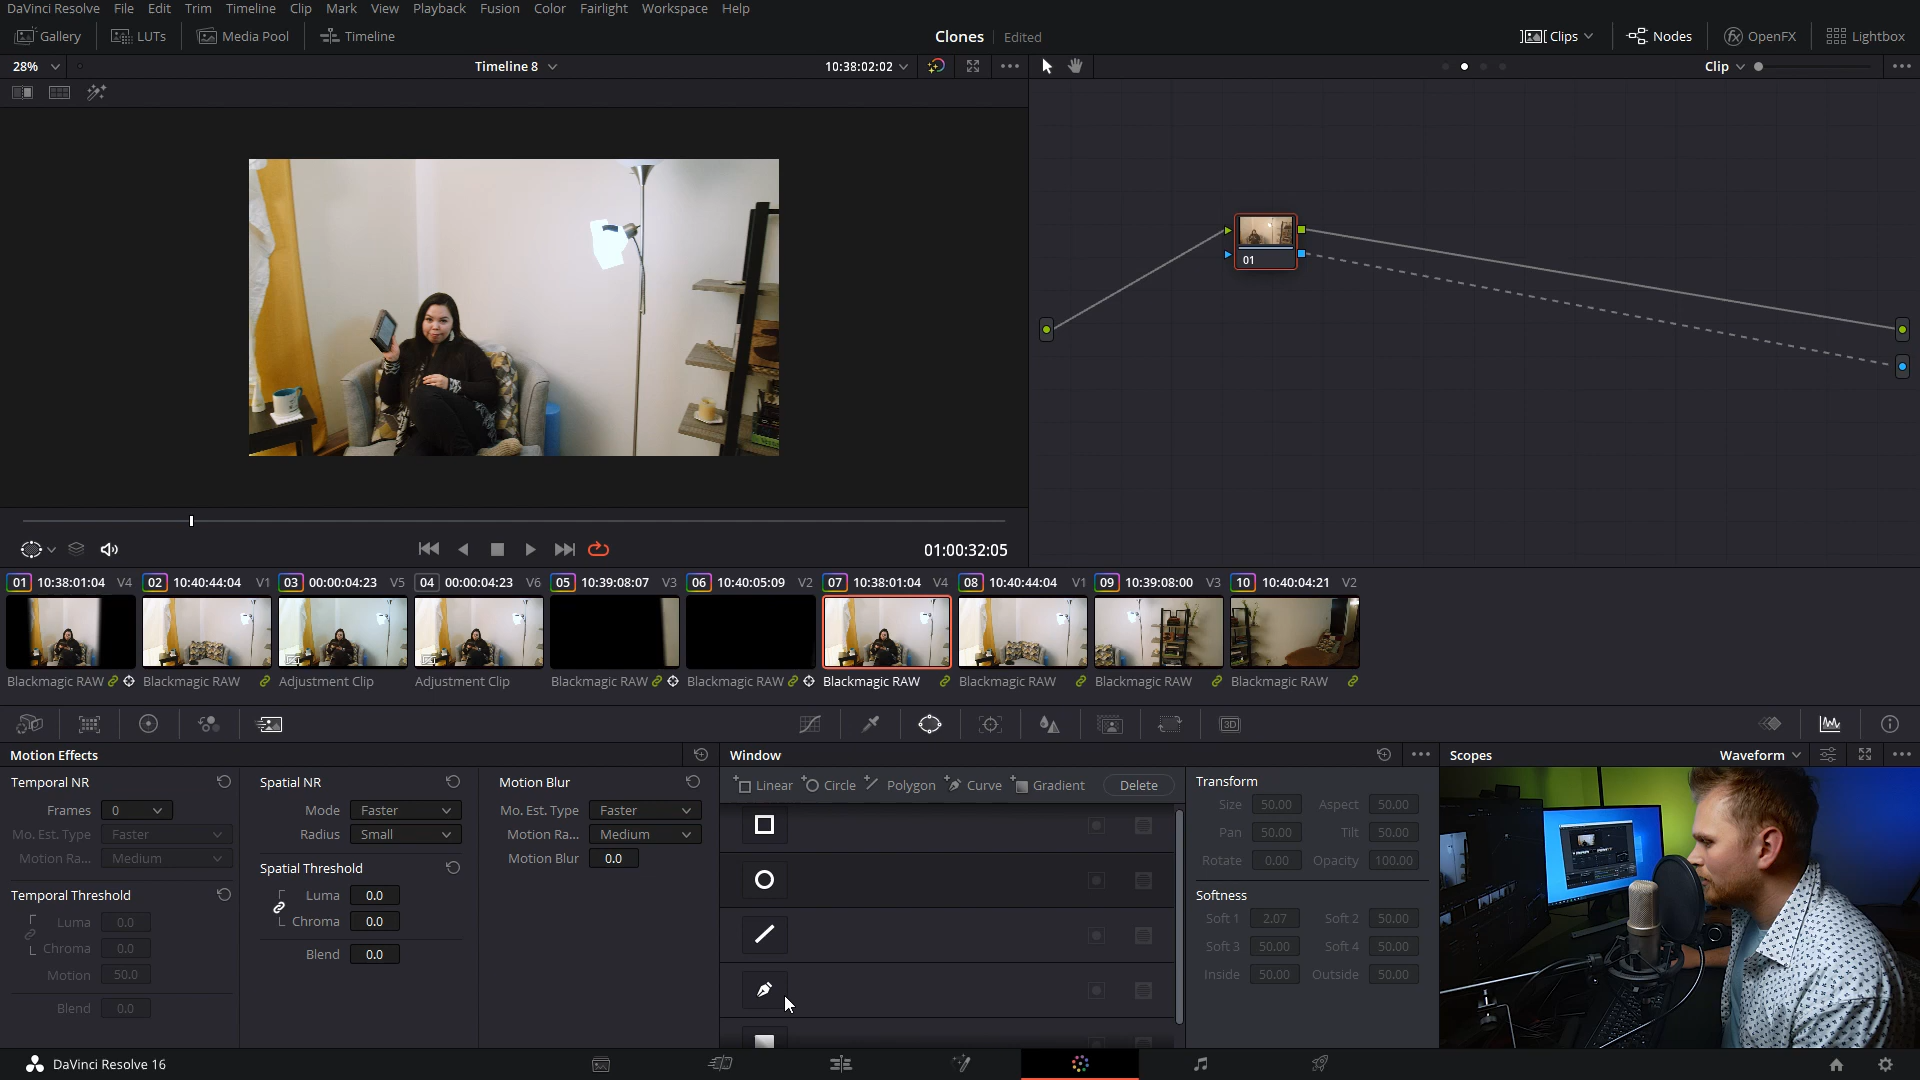 DaVinci Resolve File Edit Trim Timeline Clip Mark View Playback Fusion Color Fairlight Workspace Help
Gallery LUTs Media Pool Timeline Clones Edited Clips Nodes OpenFX Lightbox
28% Timeline 8 10:38:02:02 Clip
01
01:00:32:05
01 10:38:01:04 V4 02 10:40:44:04 V1 03 00:00:04:23 V5 04 00:00:04:23 V6 05 10:39:08:07 V3 06 10:40:05:09 V2 07 10:38:01:04 V4 08 10:40:44:04 V1 09 10:39:08:00 V3 10 10:40:04:21 V2
Blackmagic RAW Blackmagic RAW Adjustment Clip Adjustment Clip Blackmagic RAW Blackmagic RAW Blackmagic RAW Blackmagic RAW Blackmagic RAW Blackmagic RAW
3D
Motion Effects Window Scopes Waveform
Temporal NR
Frames 0
Mo. Est. Type Faster
Motion Ra... Medium
Temporal Threshold
Luma 0.0
Chroma 0.0
Motion 50.0
Blend 0.0
Spatial NR
Mode Faster
Radius Small
Spatial Threshold
Luma 0.0
Chroma 0.0
Blend 0.0
Motion Blur
Mo. Est. Type Faster
Motion Ra... Medium
Motion Blur 0.0
Linear Circle Polygon Curve Gradient Delete
Transform
Size 50.00 Aspect 50.00
Pan 50.00 Tilt 50.00
Rotate 0.00 Opacity 100.00
Softness
Soft 1 2.07 Soft 2 50.00
Soft 3 50.00 Soft 4 50.00
Inside 50.00 Outside 50.00
DaVinci Resolve 16